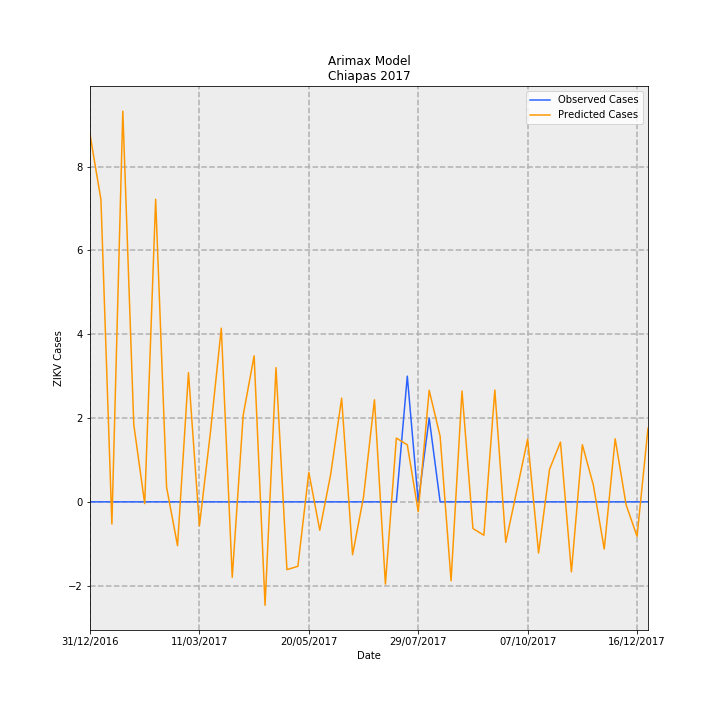 Arimax Model
Chiapas 2017
Observed Cases
Predicted Cases
8
6
4
2
0
−2
ZIKV Cases
31/12/2016 11/03/2017 20/05/2017 29/07/2017 07/10/2017 16/12/2017
Date